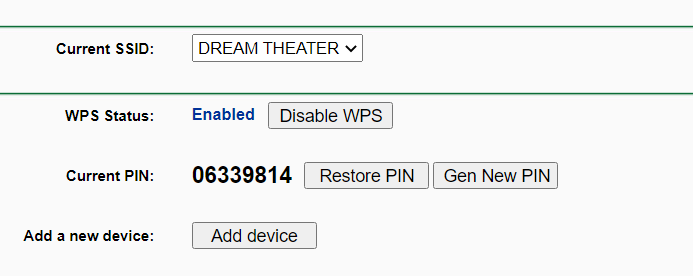 Current SSID: DREAM THEATER
WPS Status: Enabled Disable WPS
Current PIN: 06339814 Restore PIN Gen New PIN
Add a new device: Add device